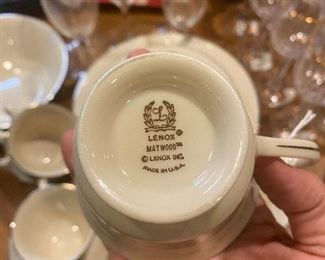 L
LENOX®
MAYWOOD™
© LENOX INC.
MADE IN U.S.A.